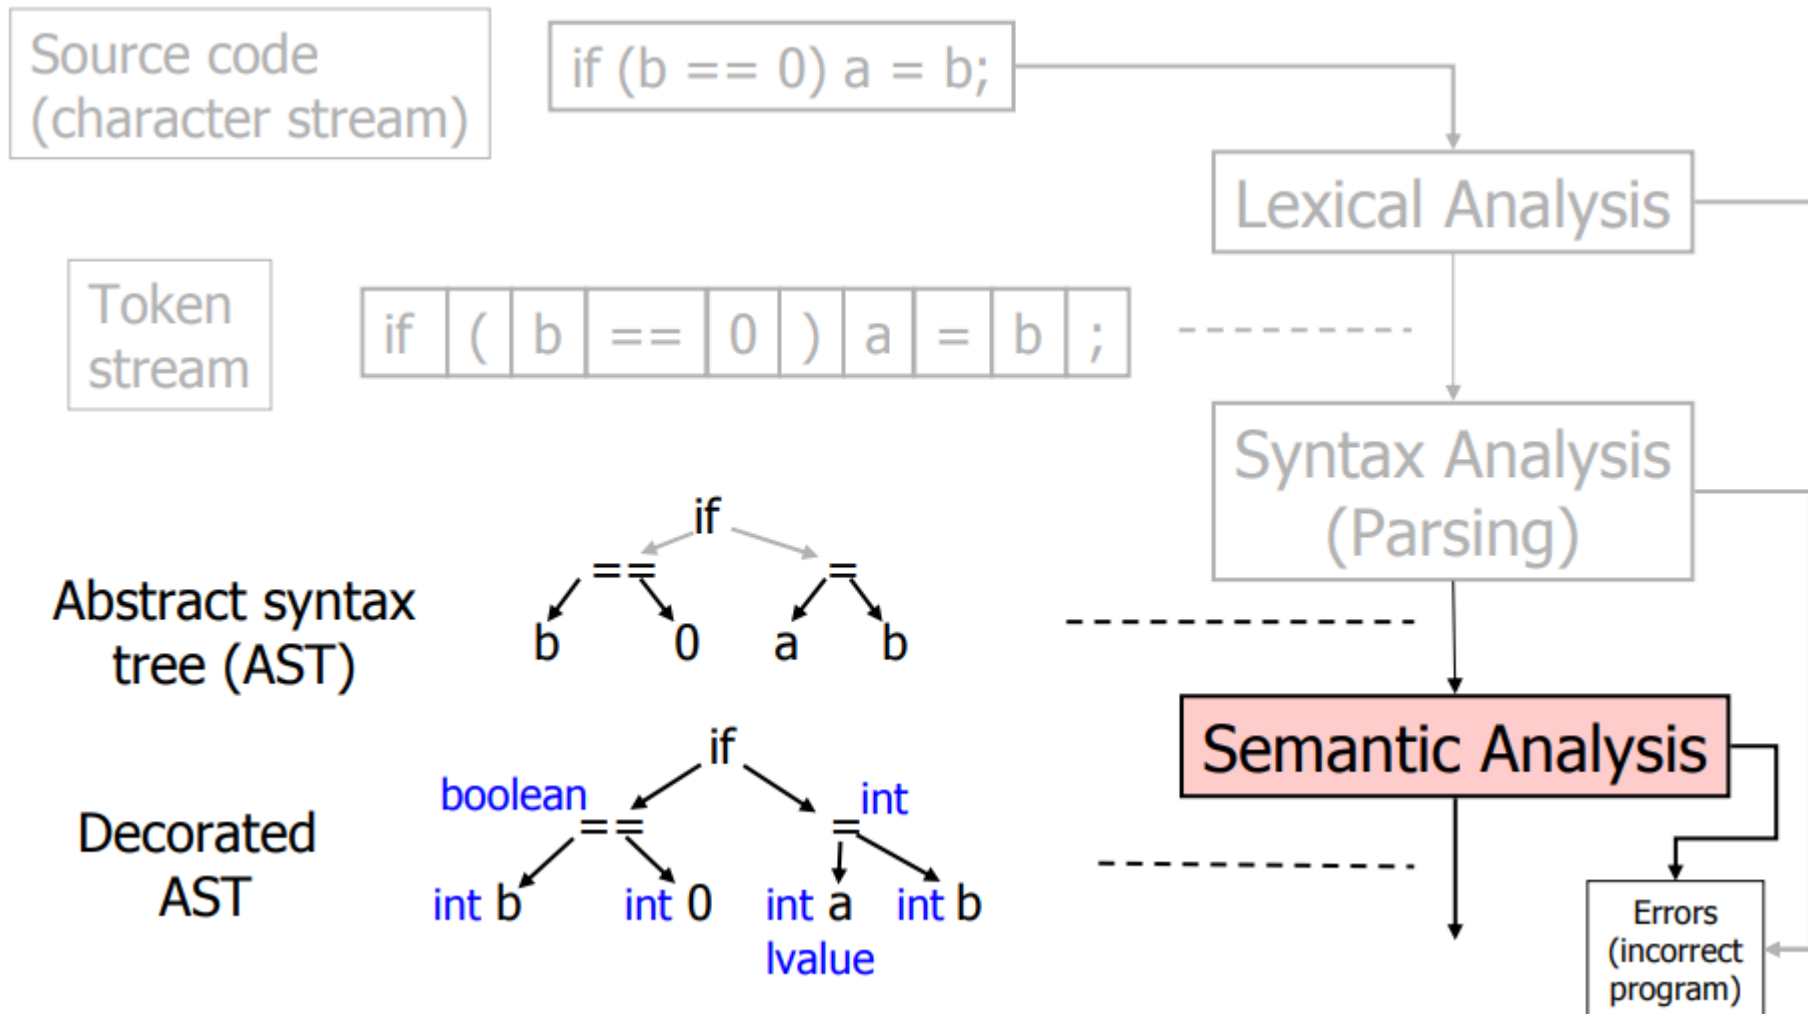 Source code
(character stream)
if (b == 0) a = b;
Lexical Analysis
Token
stream
if ( b == 0 ) a = b ;
Syntax Analysis
(Parsing)
Abstract syntax
tree (AST)
if
== =
b 0 a b
Semantic Analysis
Decorated
AST
if
boolean int
== =
int b int 0 int a int b
lvalue
Errors
(incorrect
program)